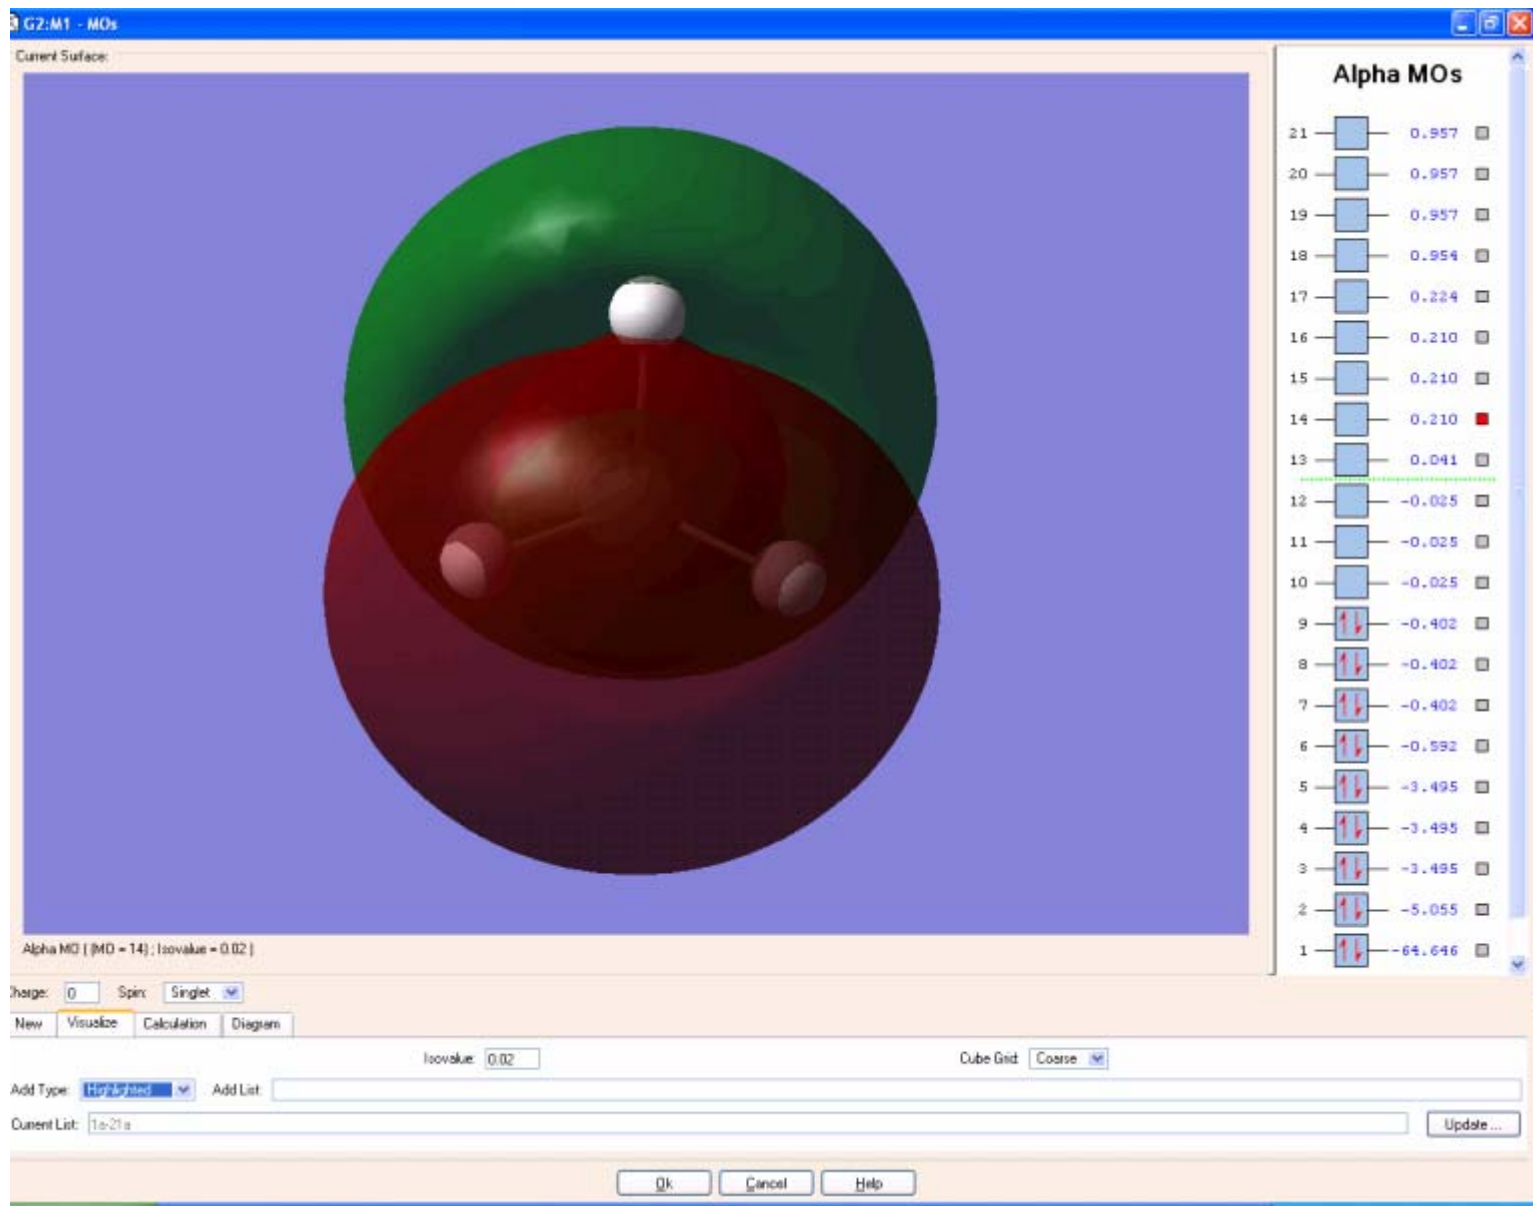 G2:M1 - MOs
Current Surface:
Alpha MOs
21 0.957
20 0.957
19 0.957
18 0.954
17 0.224
16 0.210
15 0.210
14 0.210
13 0.041
12 -0.025
11 -0.025
10 -0.025
9 -0.402
8 -0.402
7 -0.402
6 -0.592
5 -3.495
4 -3.495
3 -3.495
2 -5.055
1 -64.646
Alpha MO ( (MO = 14) ; Isovalue = 0.02 )
Charge: 0 Spin: Singlet
New Visualize Calculation Diagram
Isovalue: 0.02 Cube Grid: Coarse
Add Type: Highlighted Add List:
Current List: 1a-21a Update ...
Ok Cancel Help